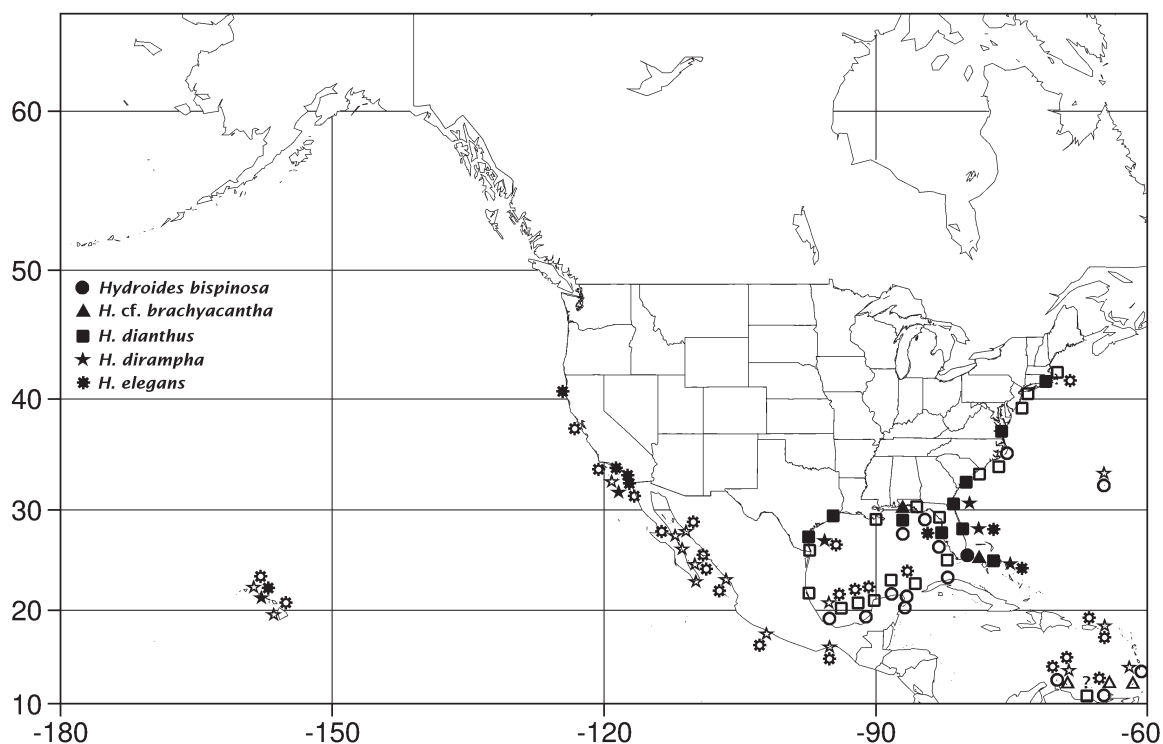 60
50
Hydroides bispinosa
H. cf. brachyacantha
H. dianthus
H. dirampha
H. elegans
40
30
20
?
10
-180 -150 -120 -90 -60